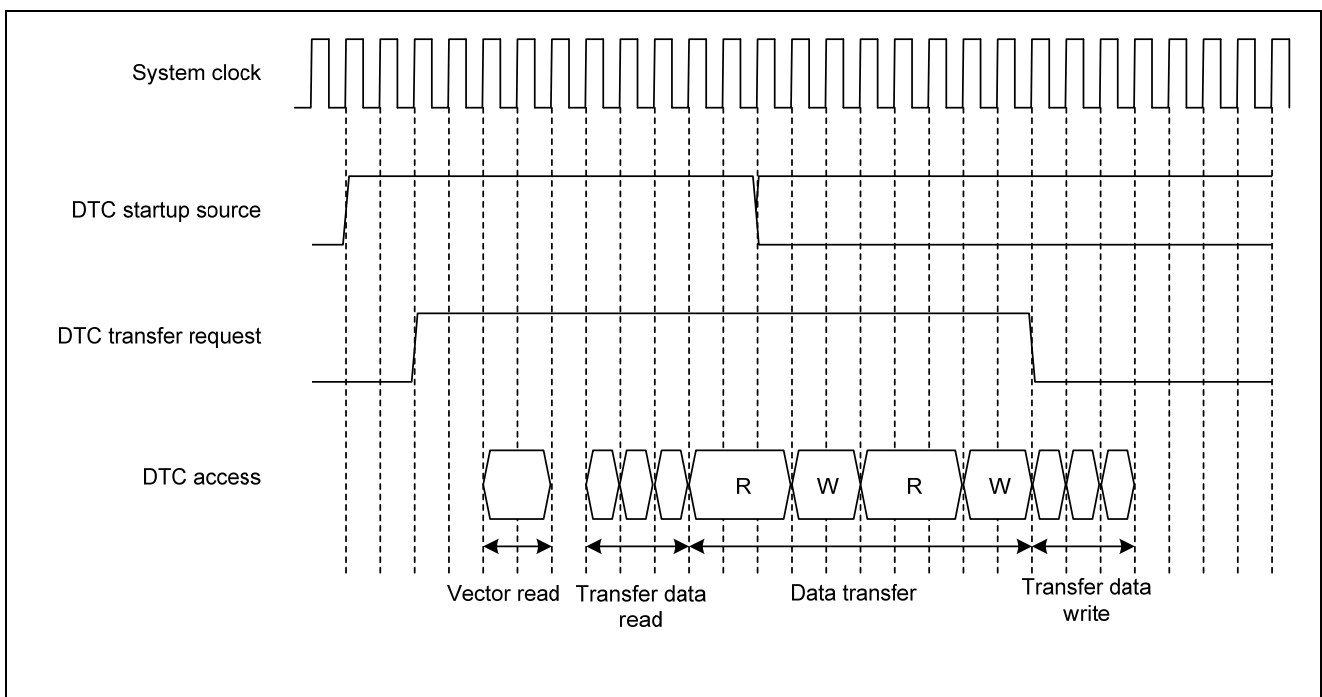 System clock
DTC startup source
DTC transfer request
DTC access
R
W
R
W
Vector read
Transfer data
read
Data transfer
Transfer data
write